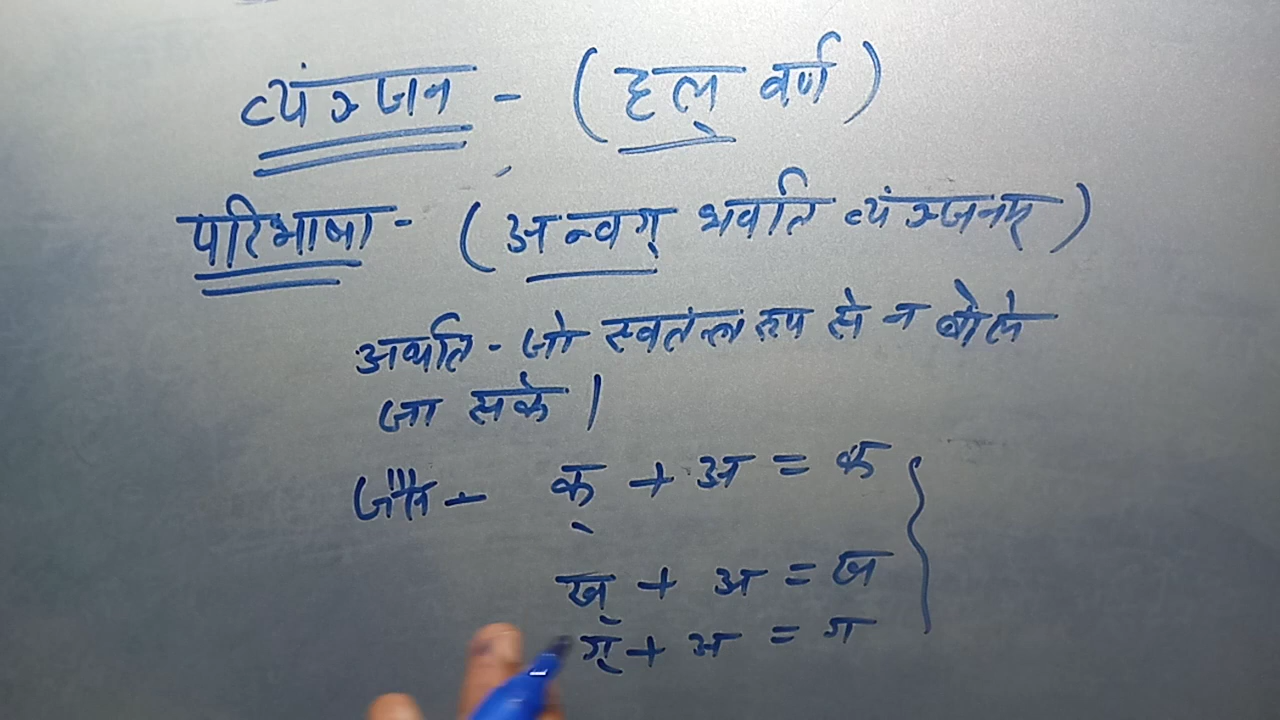 व्यंञ्जन - (हल् वर्ण)
परिभाषा - (अन्वग् भवति व्यंञ्जनम्)
अर्थात - जो स्वतंत्र रूप से न बोले
जा सके।
जैसे - क् + अ = क
ख् + अ = ख
ग् + अ = ग